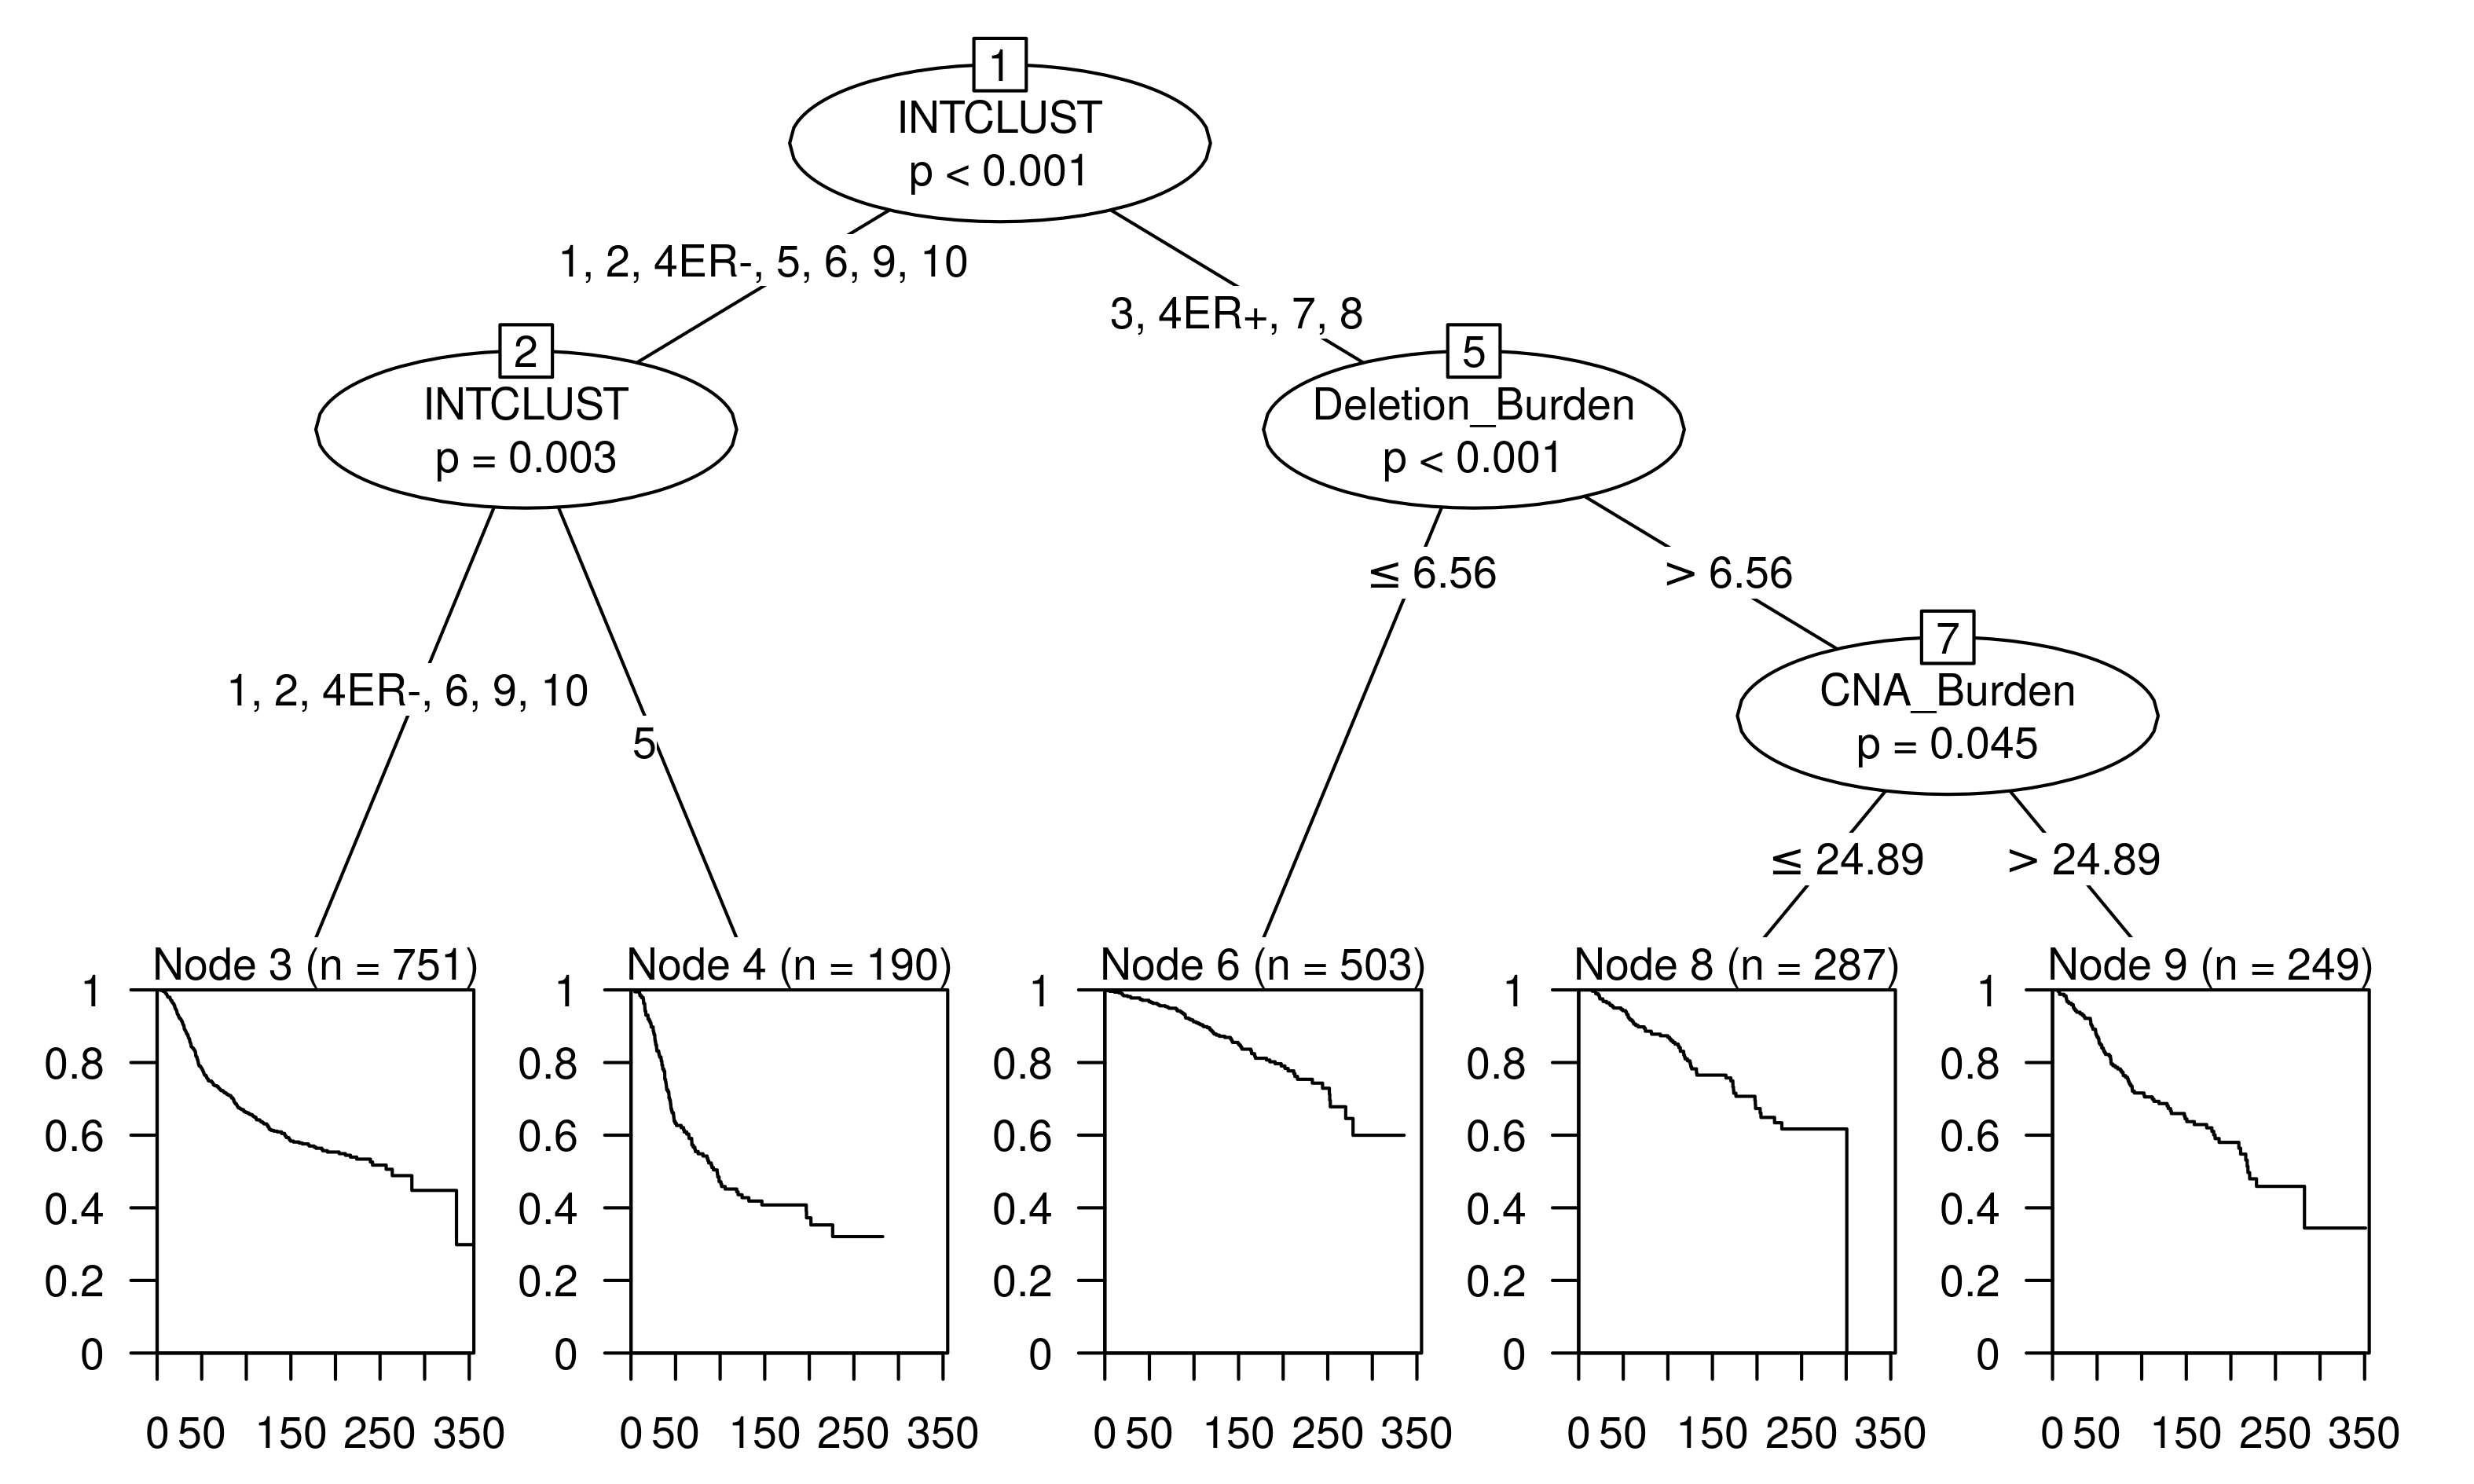 1
INTCLUST
p < 0.001
1, 2, 4ER-, 5, 6, 9, 10
3, 4ER+, 7, 8
2
INTCLUST
p = 0.003
5
Deletion_Burden
p < 0.001
≤ 6.56
> 6.56
7
CNA_Burden
p = 0.045
1, 2, 4ER-, 6, 9, 10
5
≤ 24.89
> 24.89
Node 3 (n = 751)
1
0.8
0.6
0.4
0.2
0
0 50 150 250 350
Node 4 (n = 190)
1
0.8
0.6
0.4
0.2
0
0 50 150 250 350
Node 6 (n = 503)
1
0.8
0.6
0.4
0.2
0
0 50 150 250 350
Node 8 (n = 287)
1
0.8
0.6
0.4
0.2
0
0 50 150 250 350
Node 9 (n = 249)
1
0.8
0.6
0.4
0.2
0
0 50 150 250 350